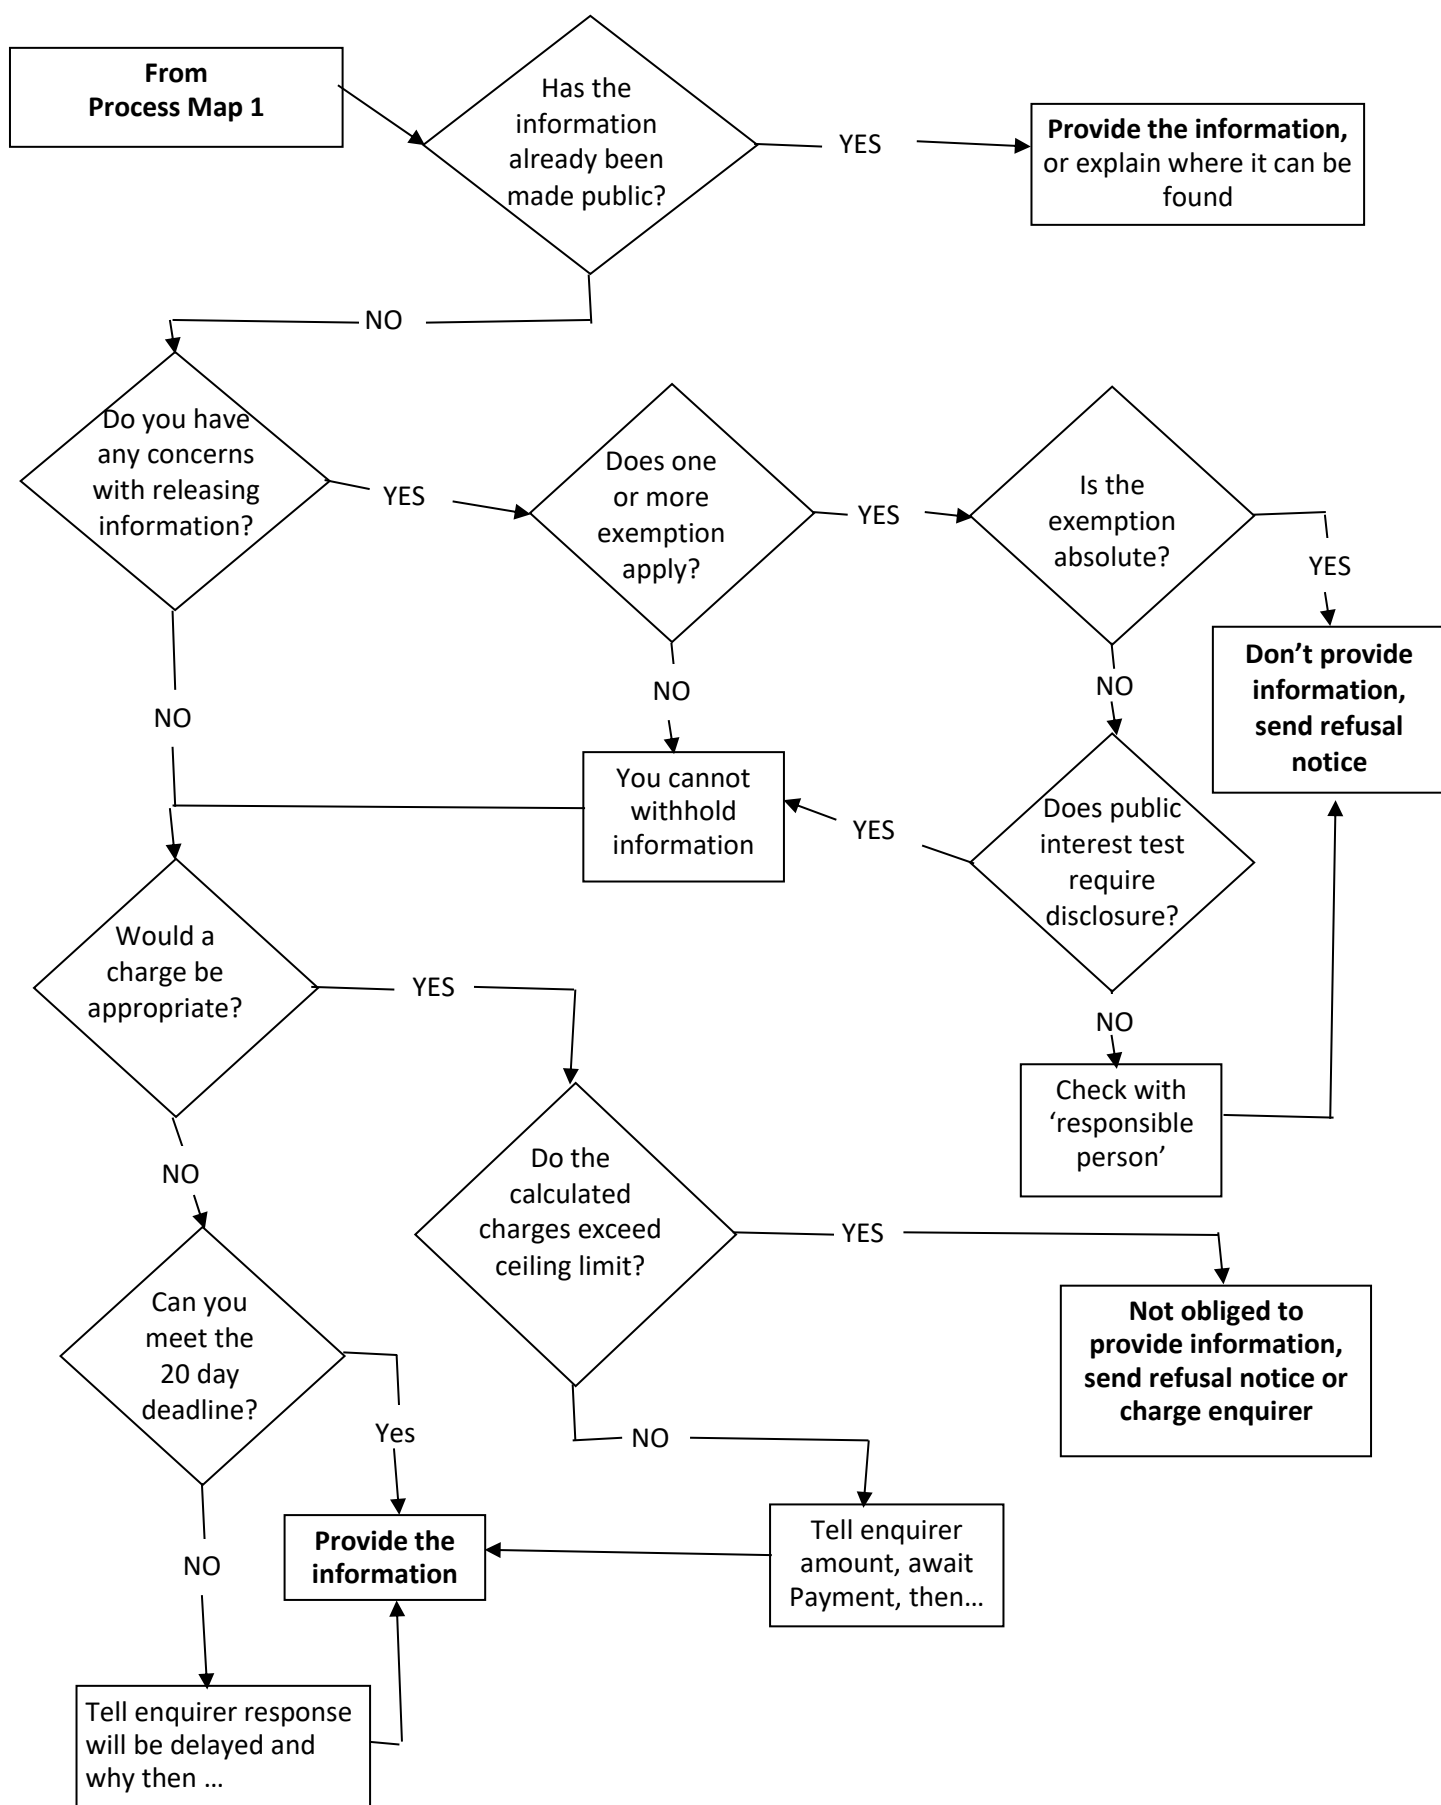 From
Process Map 1
Has the
information
already been
made public?
YES
Provide the information,
or explain where it can be
found
NO
Do you have
any concerns
with releasing
information?
YES
Does one
or more
exemption
apply?
YES
Is the
exemption
absolute?
YES
Don’t provide
information,
send refusal
notice
NO
NO
NO
You cannot
withhold
information
YES
Does public
interest test
require
disclosure?
Would a
charge be
appropriate?
YES
NO
Check with
‘responsible
person’
NO
Do the
calculated
charges exceed
ceiling limit?
YES
Not obliged to
provide information,
send refusal notice or
charge enquirer
Can you
meet the
20 day
deadline?
Yes
NO
NO
Provide the
information
Tell enquirer
amount, await
Payment, then…
Tell enquirer response
will be delayed and
why then …